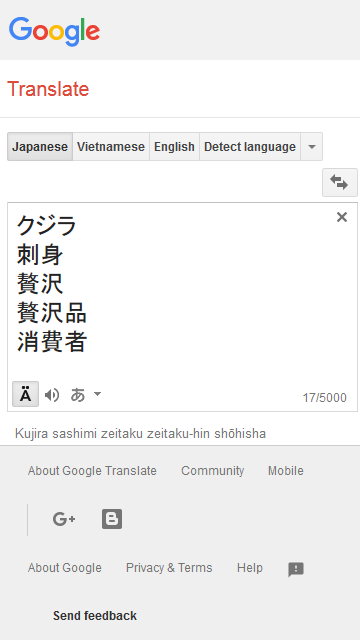 Google
Translate
Japanese Vietnamese English Detect language
クジラ
刺身
贅沢
贅沢品
消費者
Ä あ 17/5000
Kujira sashimi zeitaku zeitaku-hin shōhisha
About Google Translate Community Mobile
G+
About Google Privacy & Terms Help
Send feedback